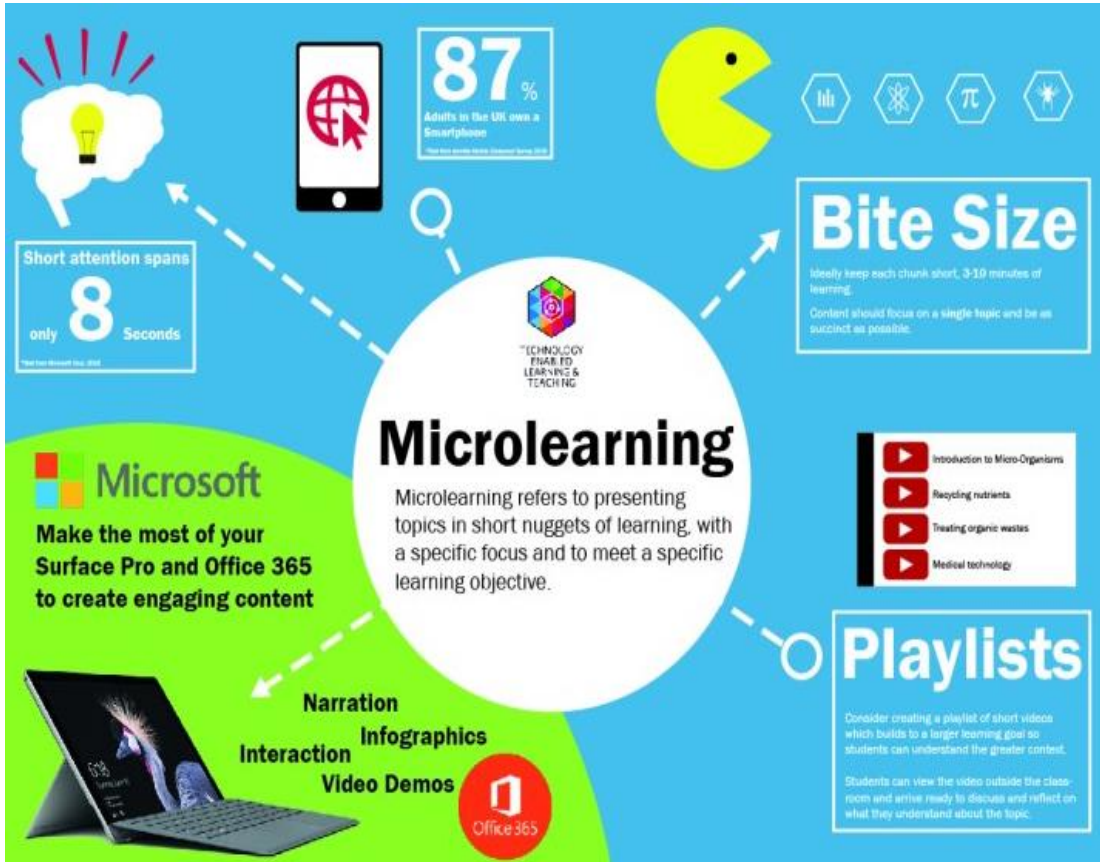 87%
Adults in the UK own a
Smartphone
Short attention spans
only 8 Seconds
Bite Size
Ideally keep each chunk short, 3-10 minutes of
learning.
Content should focus on a single topic and be as
succinct as possible.
TECHNOLOGY
ENABLED
LEARNING &
TEACHING
Microlearning
Microlearning refers to presenting
topics in short nuggets of learning, with
a specific focus and to meet a specific
learning objective.
Microsoft
Make the most of your
Surface Pro and Office 365
to create engaging content
Narration
Infographics
Interaction
Video Demos
Office 365
Introduction to Micro-Organisms
Recycling nutrients
Treating organic wastes
Medical technology
Playlists
Consider creating a playlist of short videos
which builds to a larger learning goal so
students can understand the greater context.
Students can view the video outside the class-
room and arrive ready to discuss and reflect on
what they understand about the topic.
π